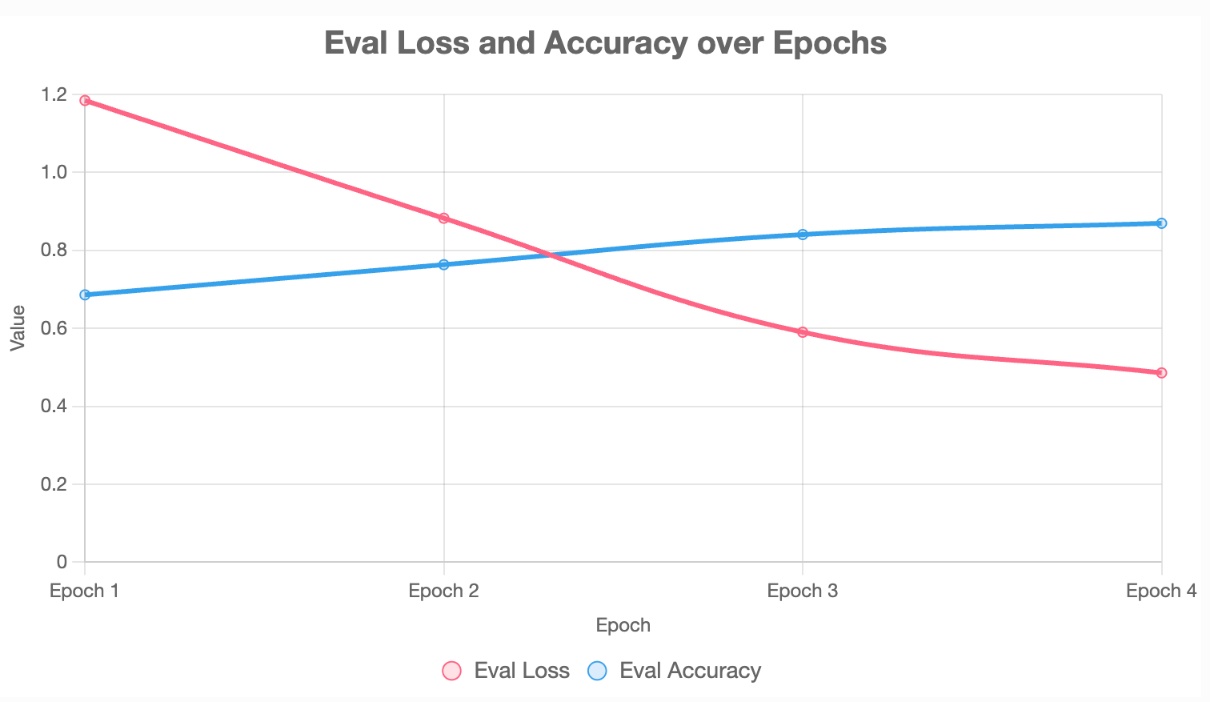 Eval Loss and Accuracy over Epochs
1.2
1.0
0.8
0.6
0.4
0.2
0
Value
Epoch 1 Epoch 2 Epoch 3 Epoch 4
Epoch
Eval Loss Eval Accuracy